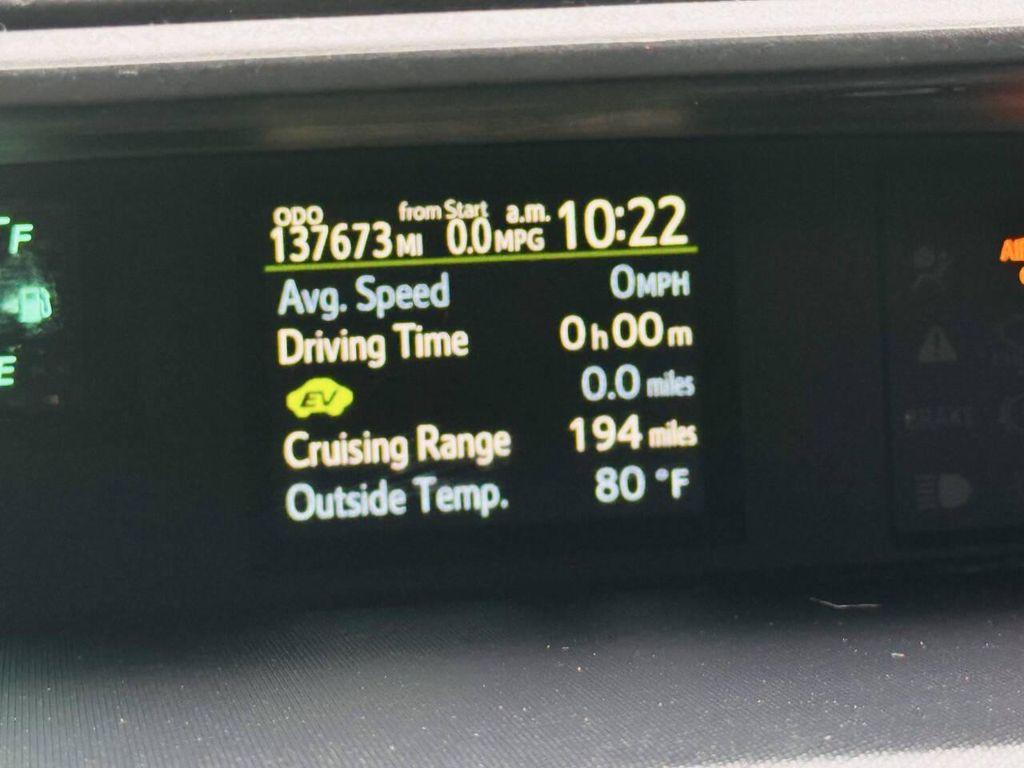 ODO from Start a.m. 10:22
137673 MI 0.0 MPG
Avg. Speed 0 MPH
Driving Time 0 h 00 m
EV 0.0 miles
Cruising Range 194 miles
Outside Temp. 80 °F
F
E